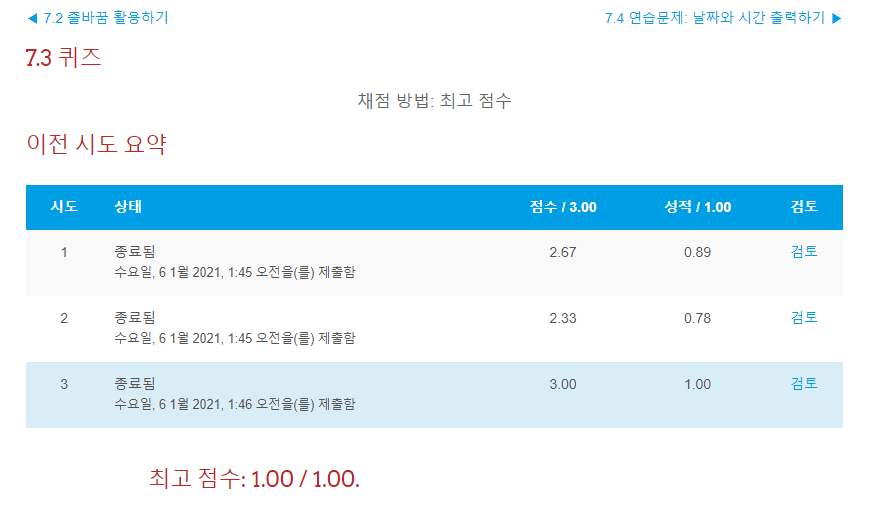 ◀ 7.2 줄바꿈 활용하기
7.4 연습문제: 날짜와 시간 출력하기 ▶
7.3 퀴즈
채점 방법: 최고 점수
이전 시도 요약
시도 상태 점수 / 3.00 성적 / 1.00 검토
1 종료됨 2.67 0.89 검토
수요일, 6 1월 2021, 1:45 오전을(를) 제출함
2 종료됨 2.33 0.78 검토
수요일, 6 1월 2021, 1:45 오전을(를) 제출함
3 종료됨 3.00 1.00 검토
수요일, 6 1월 2021, 1:46 오전을(를) 제출함
최고 점수: 1.00 / 1.00.